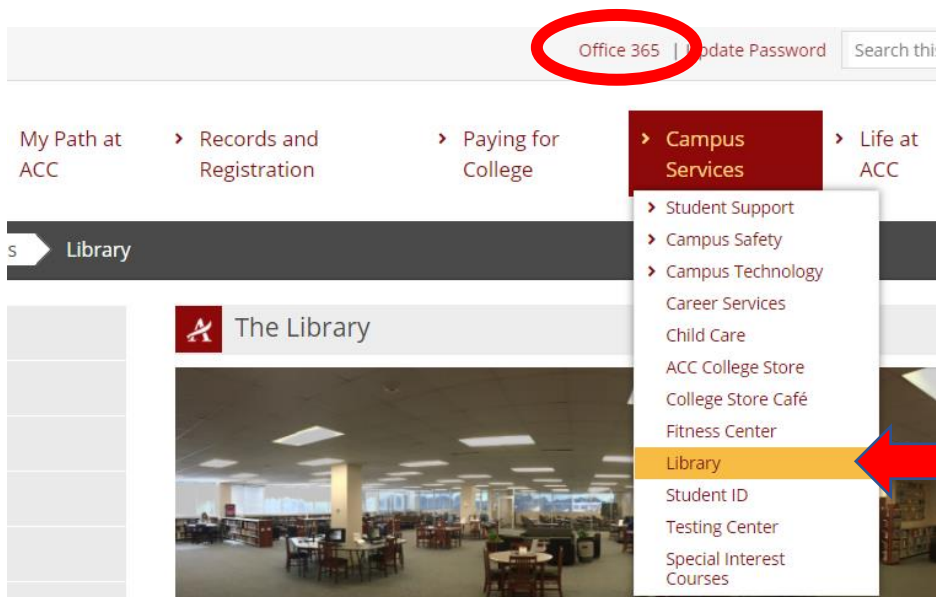 Office 365 | Update Password
Search this
My Path at
ACC
Records and
Registration
Paying for
College
Campus
Services
Life at
ACC
Student Support
Campus Safety
Campus Technology
Career Services
Child Care
ACC College Store
College Store Café
Fitness Center
Library
Student ID
Testing Center
Special Interest
Courses
s
Library
The Library